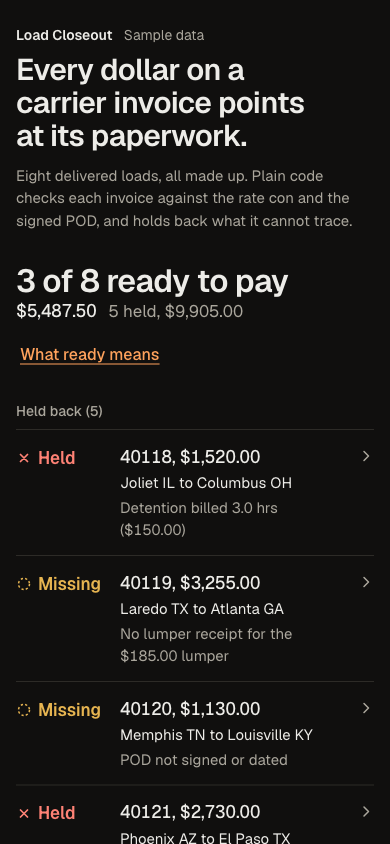 Load Closeout Sample data
Every dollar on a
carrier invoice points
at its paperwork.
Eight delivered loads, all made up. Plain code
checks each invoice against the rate con and the
signed POD, and holds back what it cannot trace.
3 of 8 ready to pay
$5,487.50 5 held, $9,905.00
What ready means
Held back (5)
Held 40118, $1,520.00
Joliet IL to Columbus OH
Detention billed 3.0 hrs
($150.00)
Missing 40119, $3,255.00
Laredo TX to Atlanta GA
No lumper receipt for the
$185.00 lumper
Missing 40120, $1,130.00
Memphis TN to Louisville KY
POD not signed or dated
Held 40121, $2,730.00
Phoenix AZ to El Paso TX